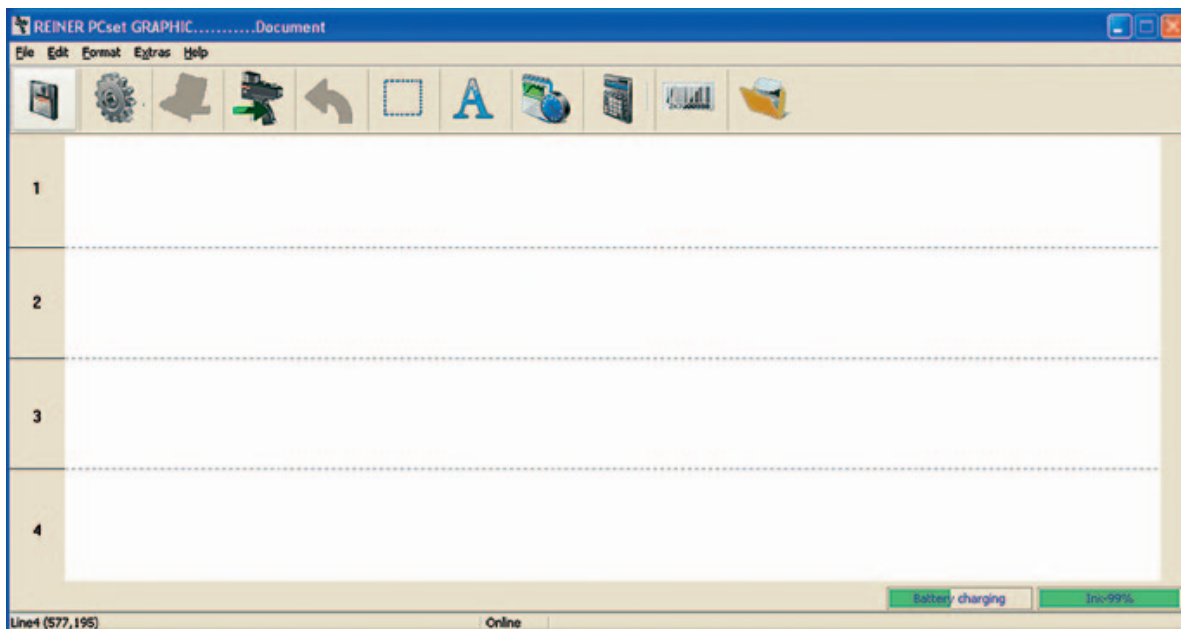 REINER PCset GRAPHIC...........Document
File Edit Format Extras Help
1
2
3
4
Battery charging Ink-99%
Line4 (577,195) Online